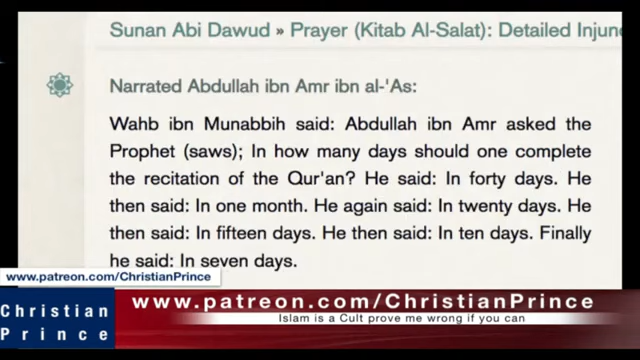 Sunan Abi Dawud » Prayer (Kitab Al-Salat): Detailed Injunc
Narrated Abdullah ibn Amr ibn al-'As:
Wahb ibn Munabbih said: Abdullah ibn Amr asked the
Prophet (saws); In how many days should one complete
the recitation of the Qur'an? He said: In forty days. He
then said: In one month. He again said: In twenty days. He
then said: In fifteen days. He then said: In ten days. Finally
he said: In seven days.
www.patreon.com/ChristianPrince
Christian
Prince
www.patreon.com/ChristianPrince
Islam is a Cult prove me wrong if you can